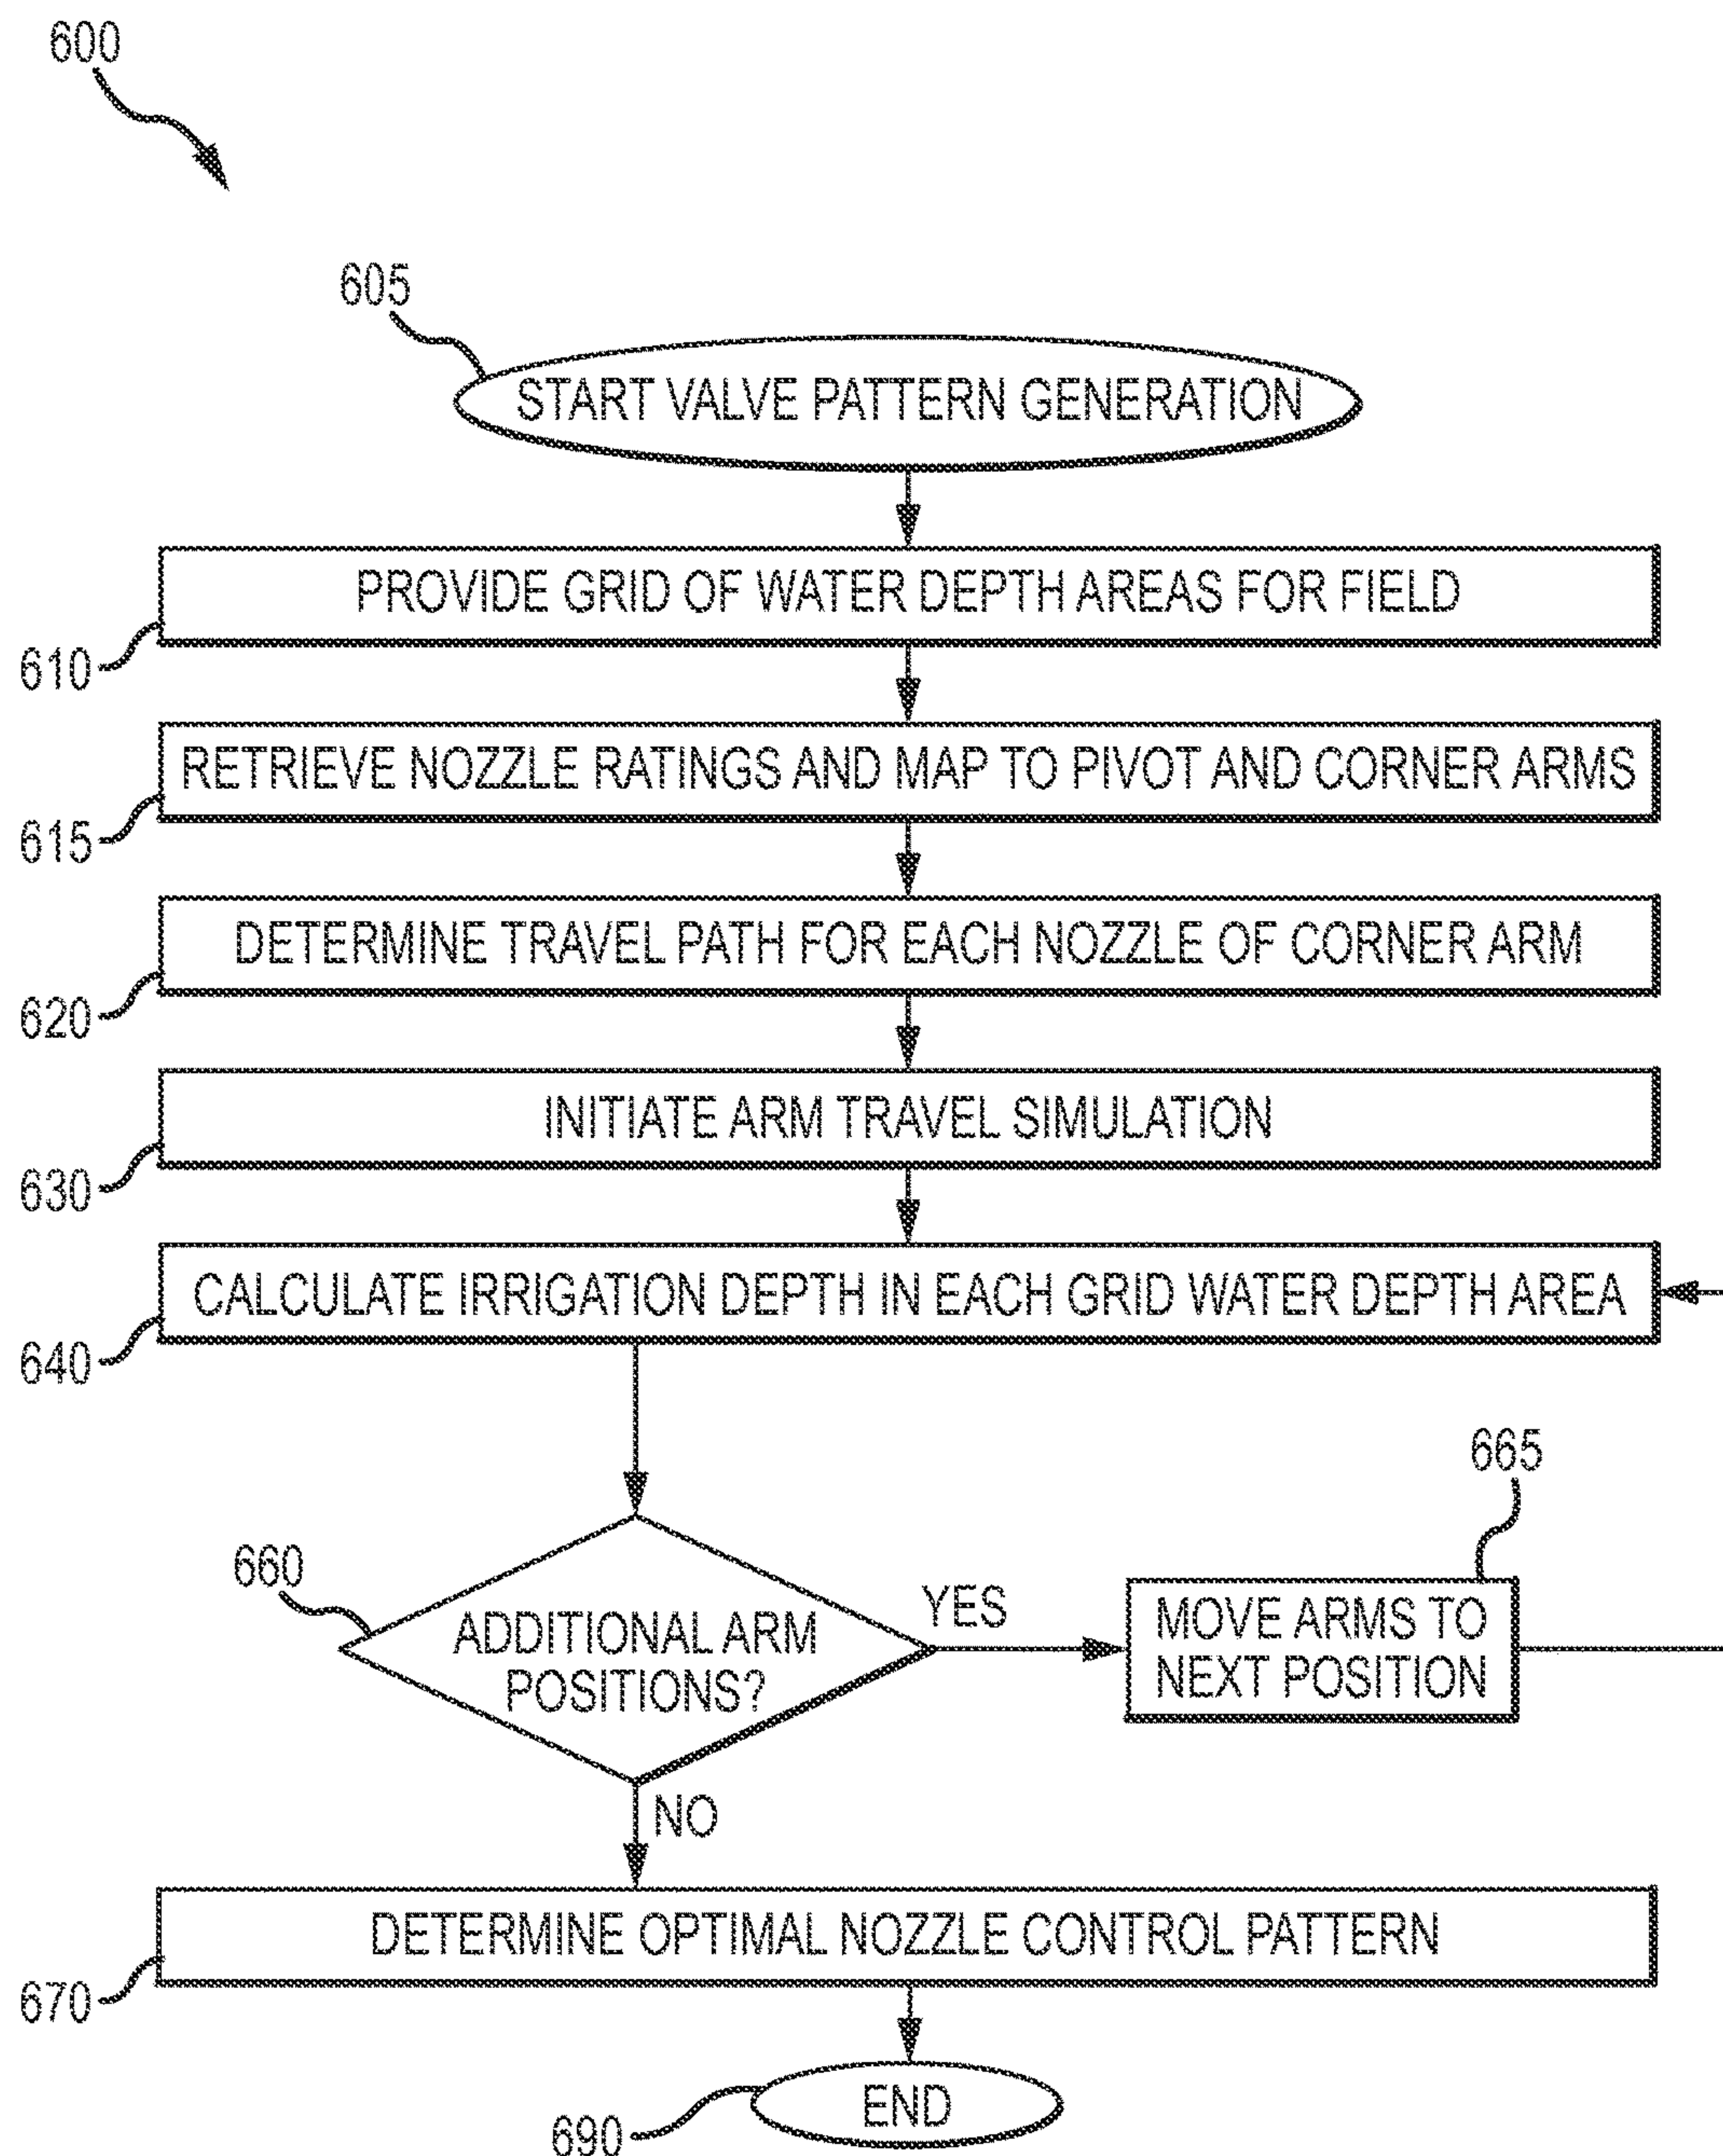 600
605
START VALVE PATTERN GENERATION
PROVIDE GRID OF WATER DEPTH AREAS FOR FIELD
610
RETRIEVE NOZZLE RATINGS AND MAP TO PIVOT AND CORNER ARMS
615
DETERMINE TRAVEL PATH FOR EACH NOZZLE OF CORNER ARM
620
INITIATE ARM TRAVEL SIMULATION
630
CALCULATE IRRIGATION DEPTH IN EACH GRID WATER DEPTH AREA
640
660
ADDITIONAL ARM
POSITIONS?
YES
665
MOVE ARMS TO
NEXT POSITION
NO
DETERMINE OPTIMAL NOZZLE CONTROL PATTERN
670
END
690